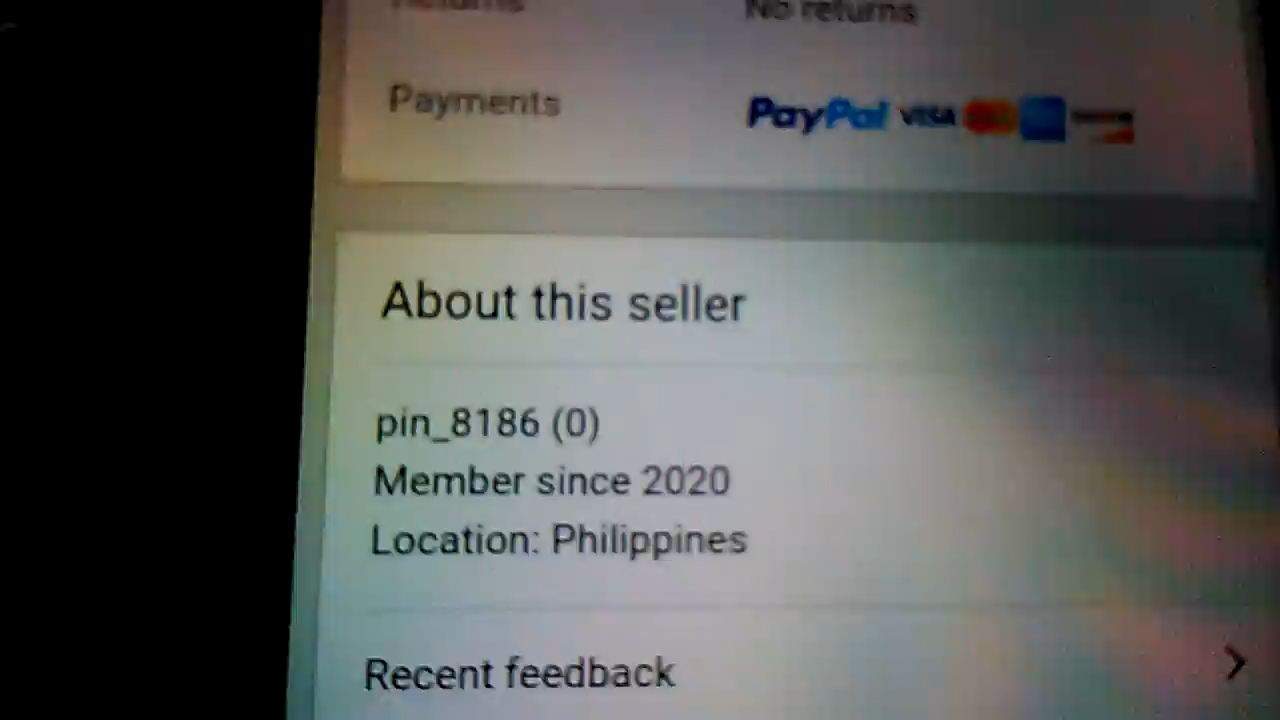 Returns No returns
Payments PayPal VISA
About this seller
pin_8186 (0)
Member since 2020
Location: Philippines
Recent feedback